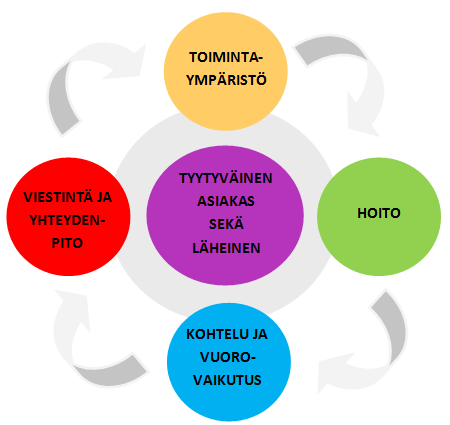 TOIMINTA-
YMPÄRISTÖ
TYYTYVÄINEN
ASIAKAS
SEKÄ
LÄHEINEN
HOITO
KOHTELU JA
VUORO-
VAIKUTUS
VIESTINTÄ JA
YHTEYDEN-
PITO